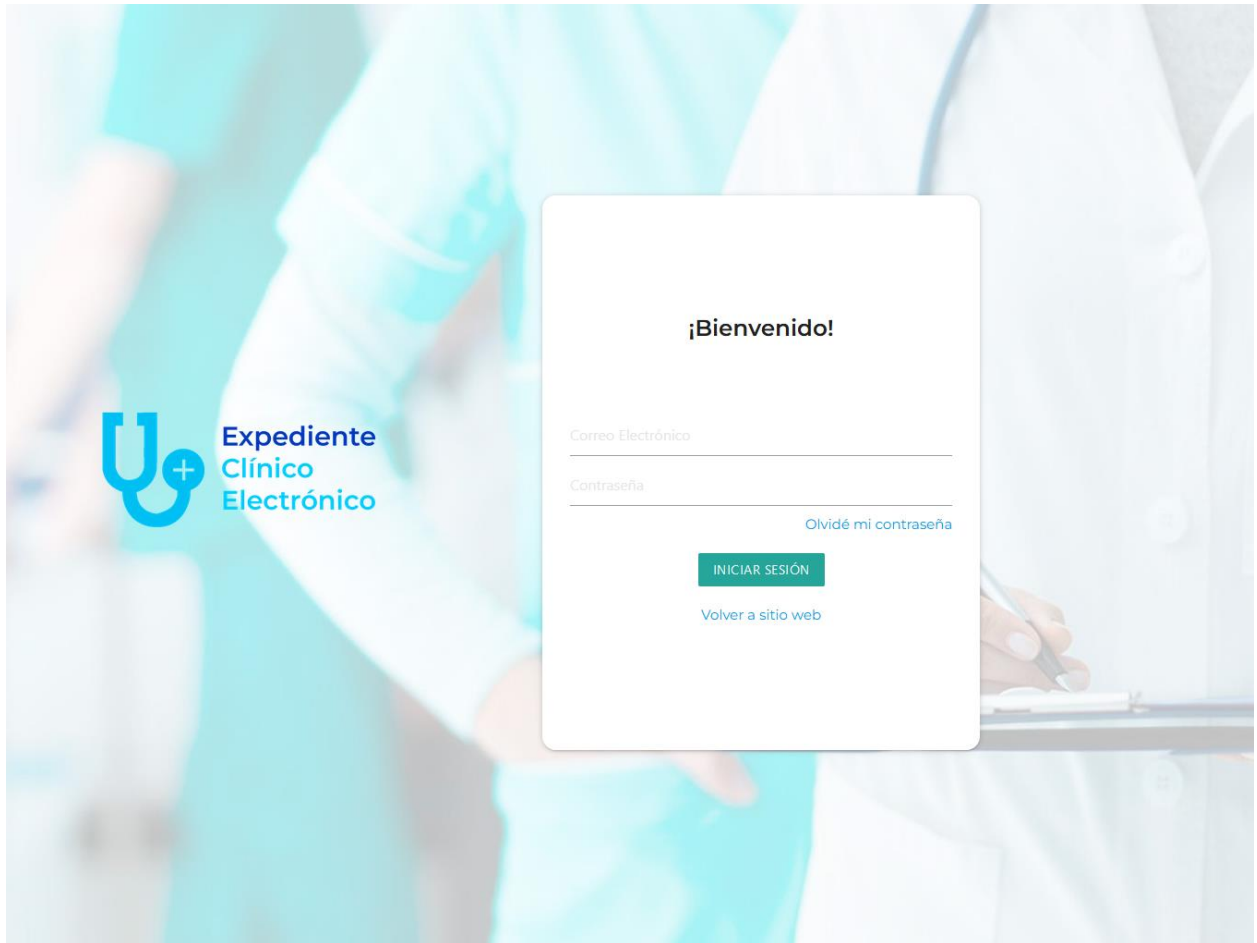 ¡Bienvenido!
Expediente
Clínico
Electrónico
Correo Electrónico
Contraseña
Olvidé mi contraseña
INICIAR SESIÓN
Volver a sitio web